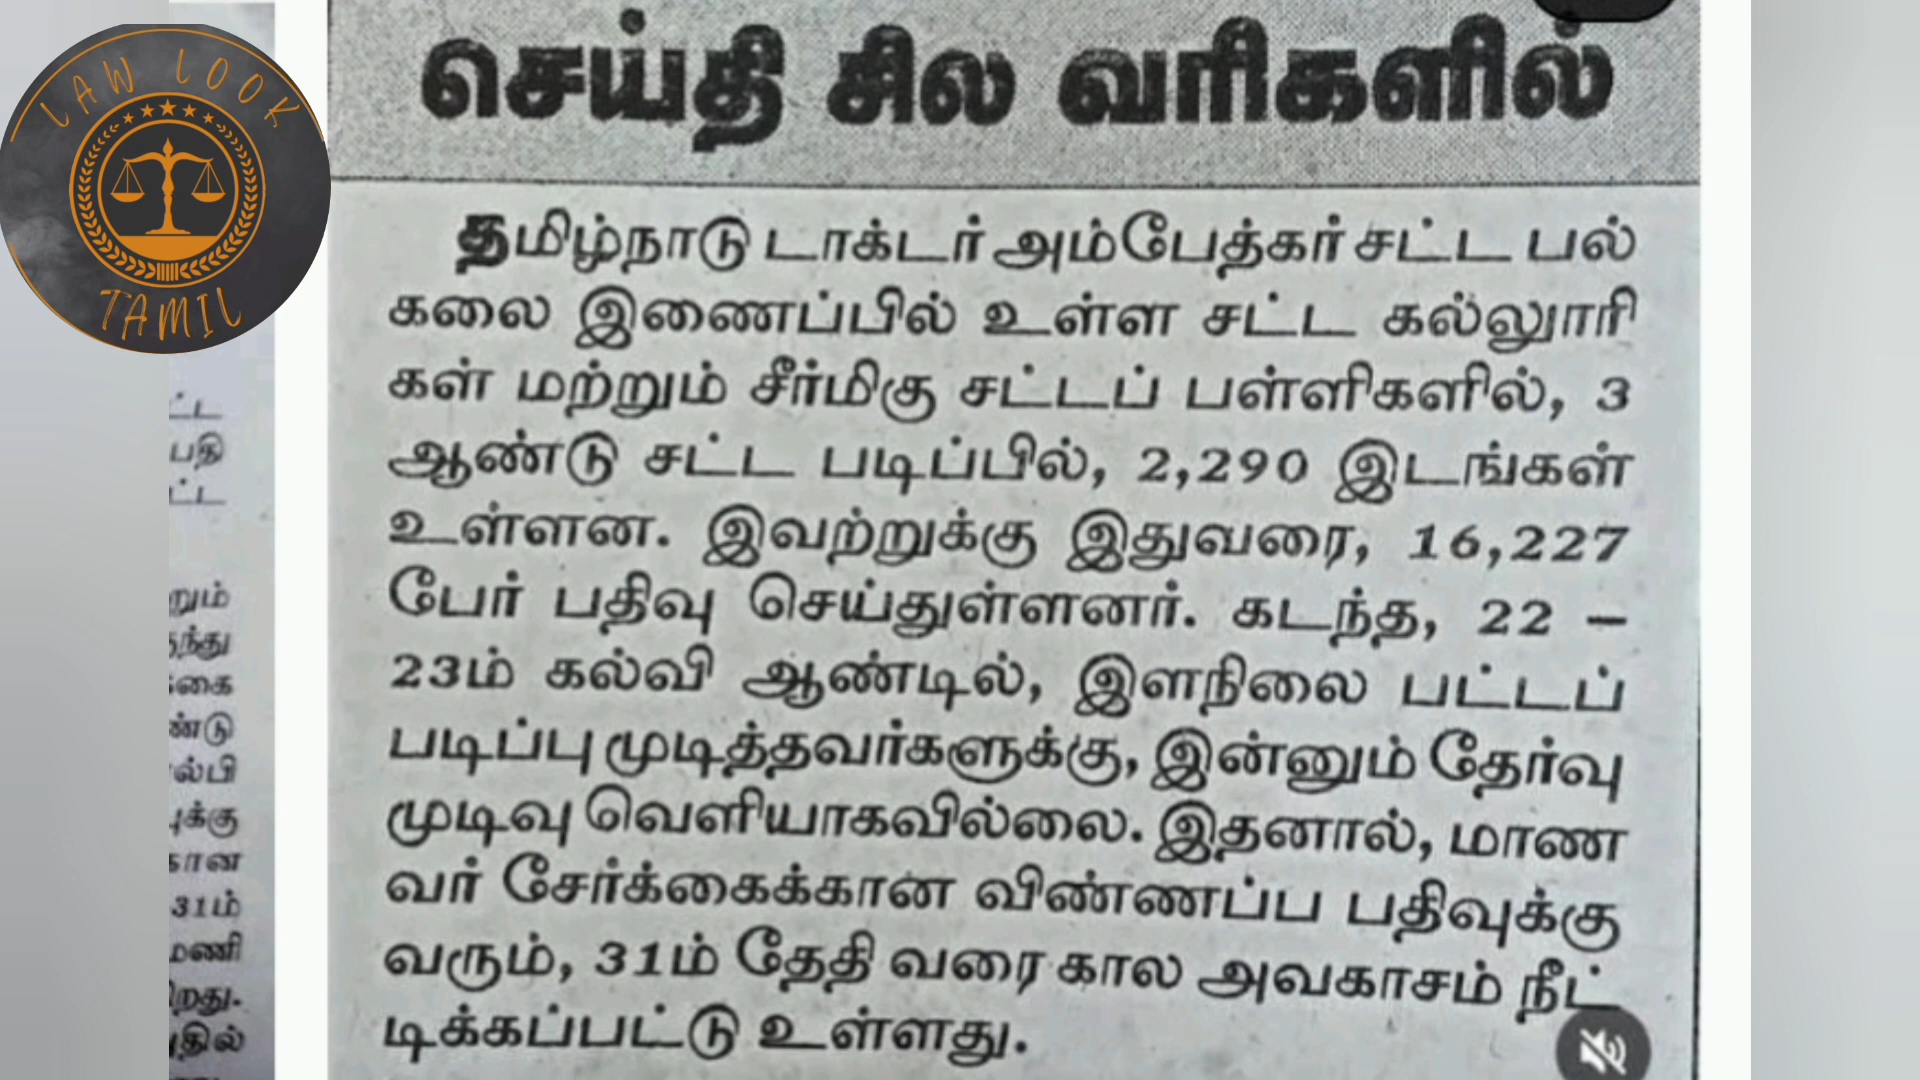 LAW LOOK
TAMIL
செய்தி சில வரிகளில்
தமிழ்நாடு டாக்டர் அம்பேத்கர் சட்ட பல்
கலை இணைப்பில் உள்ள சட்ட கல்லுாரி
கள் மற்றும் சீர்மிகு சட்டப் பள்ளிகளில், 3
ஆண்டு சட்ட படிப்பில், 2,290 இடங்கள்
உள்ளன. இவற்றுக்கு இதுவரை, 16,227
பேர் பதிவு செய்துள்ளனர். கடந்த, 22 –
23ம் கல்வி ஆண்டில், இளநிலை பட்டப்
படிப்பு முடித்தவர்களுக்கு, இன்னும் தேர்வு
முடிவு வெளியாகவில்லை. இதனால், மாண
வர் சேர்க்கைக்கான விண்ணப்ப பதிவுக்கு
வரும், 31ம் தேதி வரை கால அவகாசம் நீட்
டிக்கப்பட்டு உள்ளது.
31ம்